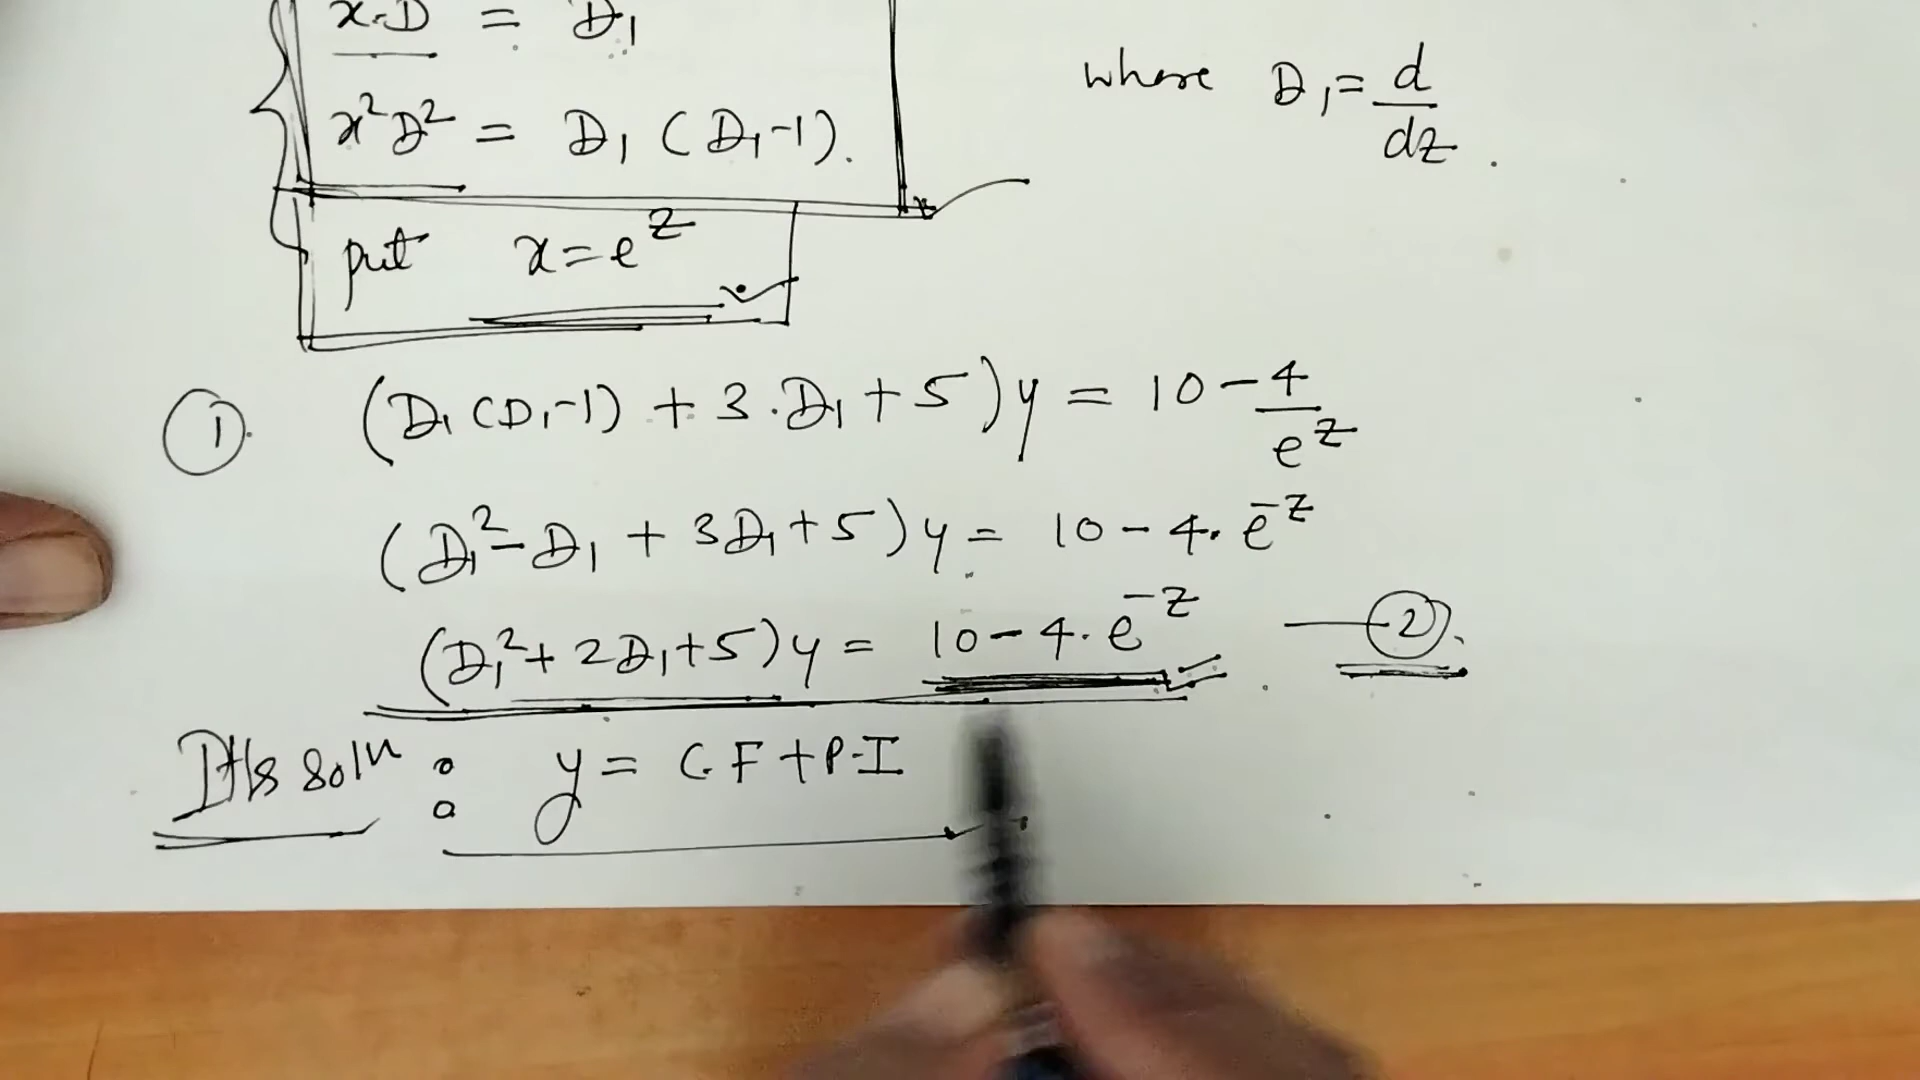 x·D = D₁
where D₁ = d/dz.
x²D² = D₁ (D₁-1).
put x = e^z
① (D₁(D₁-1) + 3·D₁ + 5)y = 10 - 4/e^z
(D₁² - D₁ + 3D₁ + 5)y = 10 - 4·e^-z
(D₁² + 2D₁ + 5)y = 10 - 4·e^-z — ②.
It's soln : y = C.F + P.I